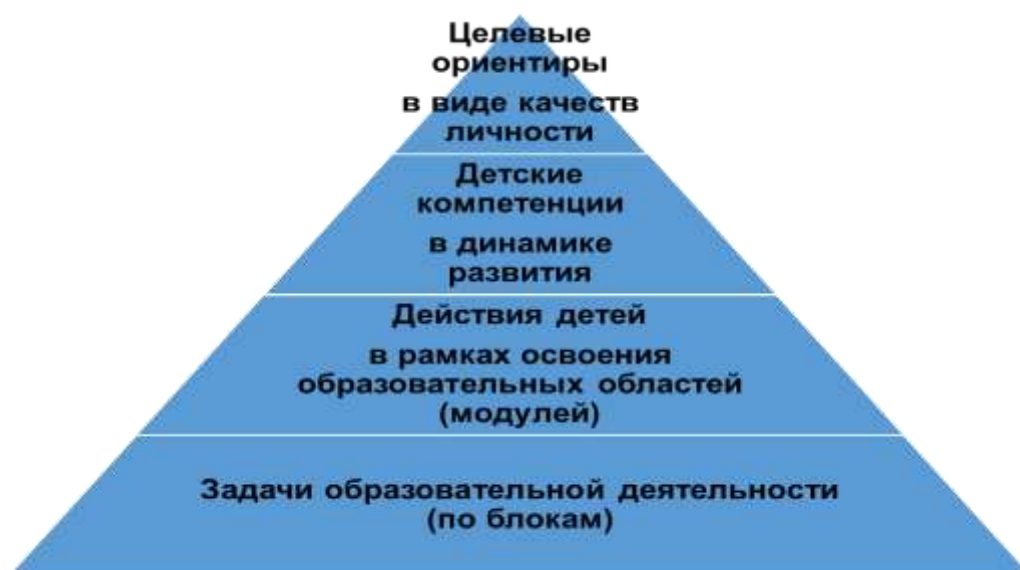 Целевые
ориентиры
в виде качеств
личности
Детские
компетенции
в динамике
развития
Действия детей
в рамках освоения
образовательных областей
(модулей)
Задачи образовательной деятельности
(по блокам)